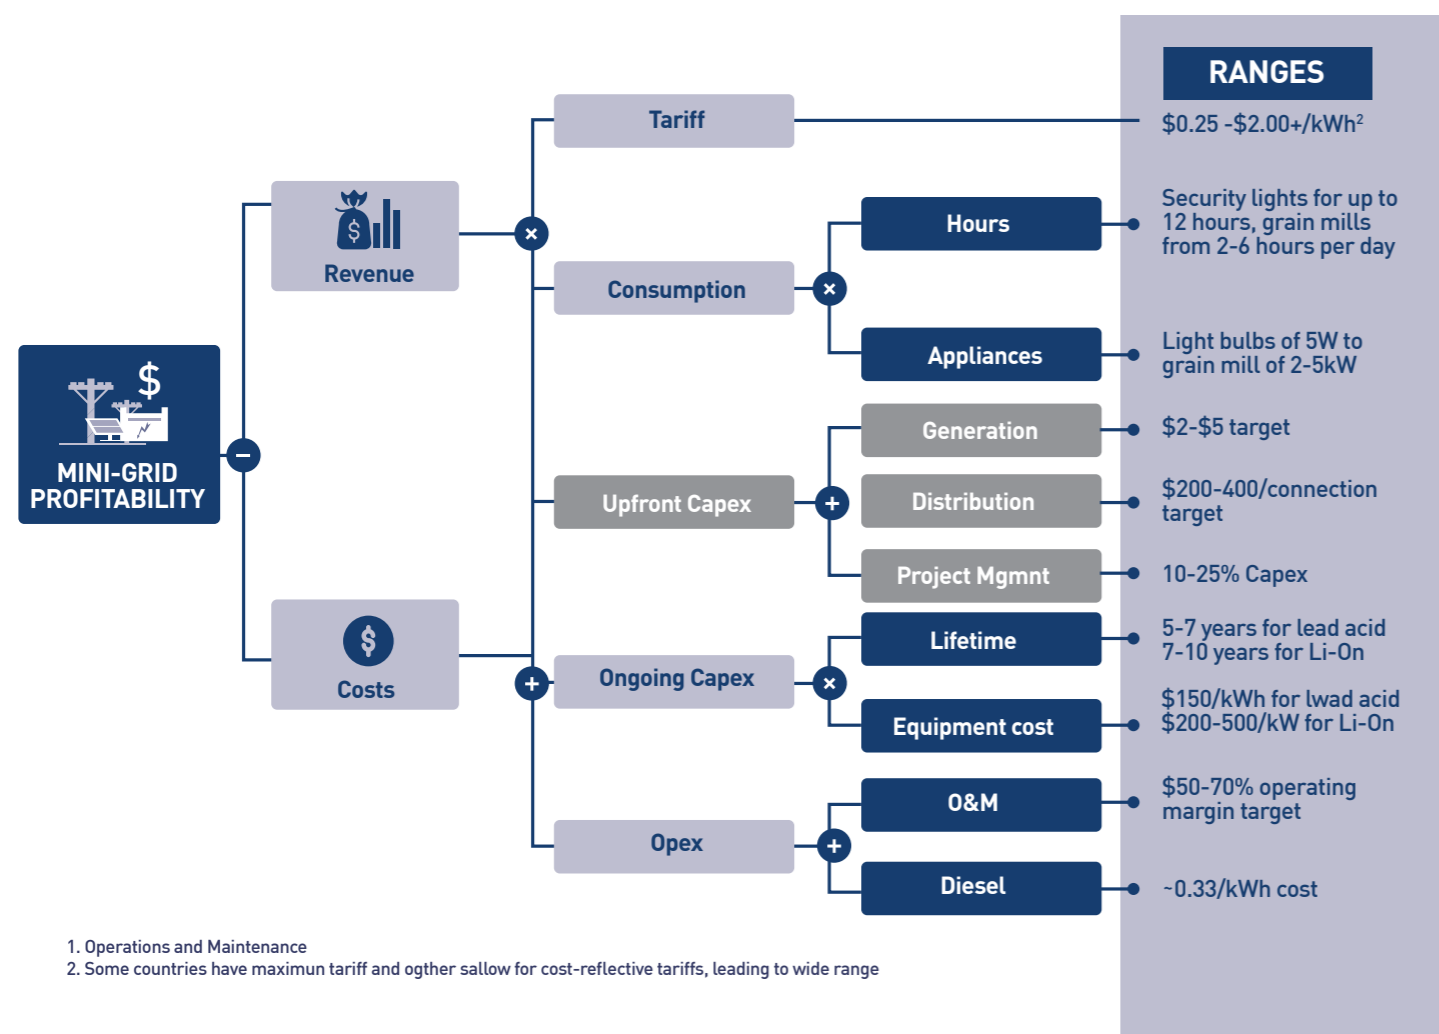 RANGES
Tariff
$0.25 -$2.00+/kWh²
Revenue
$
×
Consumption
×
Hours
Security lights for up to
12 hours, grain mills
from 2-6 hours per day
Appliances
Light bulbs of 5W to
grain mill of 2-5kW
$
MINI-GRID
PROFITABILITY
−
Upfront Capex
+
Generation
$2-$5 target
Distribution
$200-400/connection
target
Project Mgmnt
10-25% Capex
$
Costs
+
Ongoing Capex
×
Lifetime
5-7 years for lead acid
7-10 years for Li-On
Equipment cost
$150/kWh for lwad acid
$200-500/kW for Li-On
Opex
+
O&M
$50-70% operating
margin target
Diesel
~0.33/kWh cost
1. Operations and Maintenance
2. Some countries have maximun tariff and ogther sallow for cost-reflective tariffs, leading to wide range